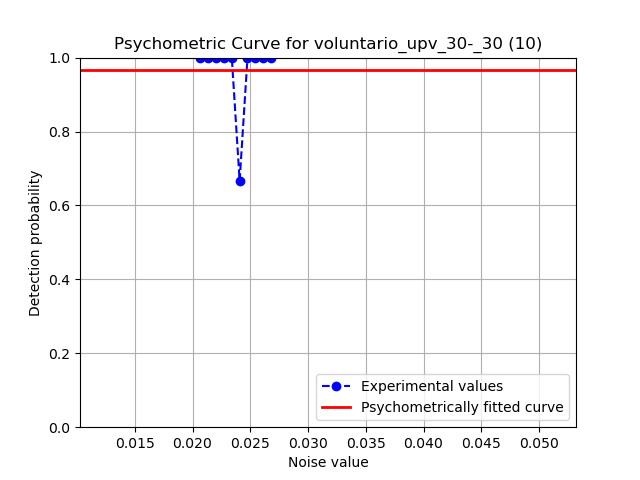 Psychometric Curve for voluntario_upv_30-_30 (10)
1.0
0.8
0.6
0.4
0.2
0.0
Detection probability
0.015 0.020 0.025 0.030 0.035 0.040 0.045 0.050
Noise value
Experimental values
Psychometrically fitted curve